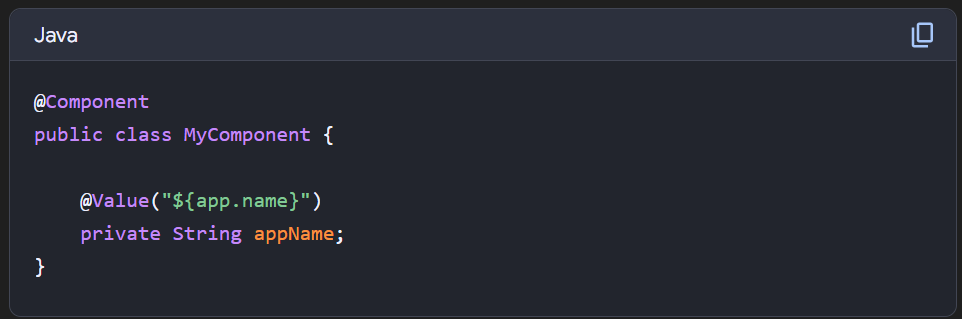 Java
@Component
public class MyComponent {
@Value("${app.name}")
private String appName;
}